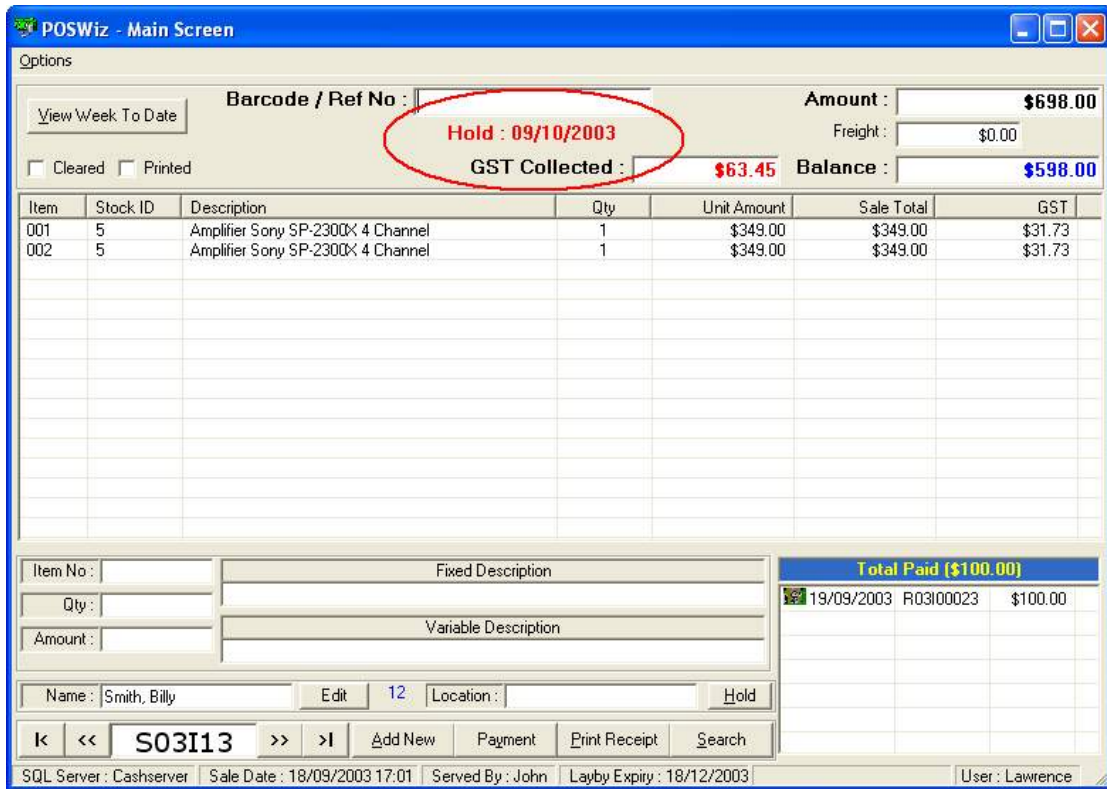 POSWiz - Main Screen
Options
View Week To Date
Barcode / Ref No :
Amount :
$698.00
Hold : 09/10/2003
Freight :
$0.00
Cleared
Printed
GST Collected :
$63.45
Balance :
$598.00
Item Stock ID Description Qty Unit Amount Sale Total GST
001 5 Amplifier Sony SP-2300X 4 Channel 1 $349.00 $349.00 $31.73
002 5 Amplifier Sony SP-2300X 4 Channel 1 $349.00 $349.00 $31.73
Item No :
Fixed Description
Qty :
Amount :
Variable Description
Total Paid ($100.00)
19/09/2003 R03I00023 $100.00
Name : Smith, Billy Edit 12 Location : Hold
|< << S03I13 >> >| Add New Payment Print Receipt Search
SQL Server : Cashserver Sale Date : 18/09/2003 17:01 Served By : John Layby Expiry : 18/12/2003 User : Lawrence